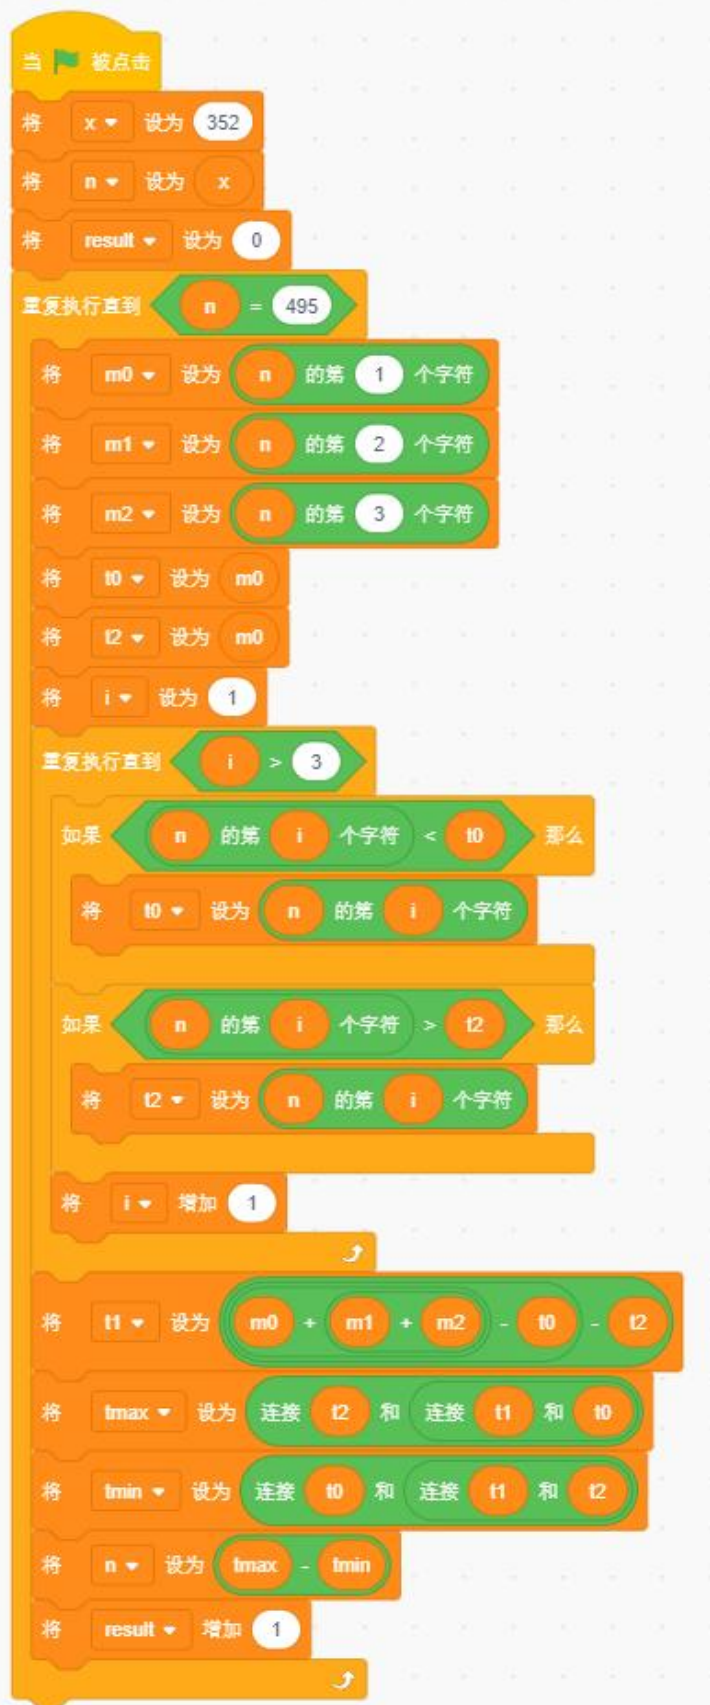 当 被点击
将 x 设为 352
将 n 设为 x
将 result 设为 0
重复执行直到 n = 495
将 m0 设为 n 的第 1 个字符
将 m1 设为 n 的第 2 个字符
将 m2 设为 n 的第 3 个字符
将 t0 设为 m0
将 t2 设为 m0
将 i 设为 1
重复执行直到 i > 3
如果 n 的第 i 个字符 < t0 那么
将 t0 设为 n 的第 i 个字符
如果 n 的第 i 个字符 > t2 那么
将 t2 设为 n 的第 i 个字符
将 i 增加 1
将 t1 设为 m0 + m1 + m2 - t0 - t2
将 tmax 设为 连接 t2 和 连接 t1 和 t0
将 tmin 设为 连接 t0 和 连接 t1 和 t2
将 n 设为 tmax - tmin
将 result 增加 1